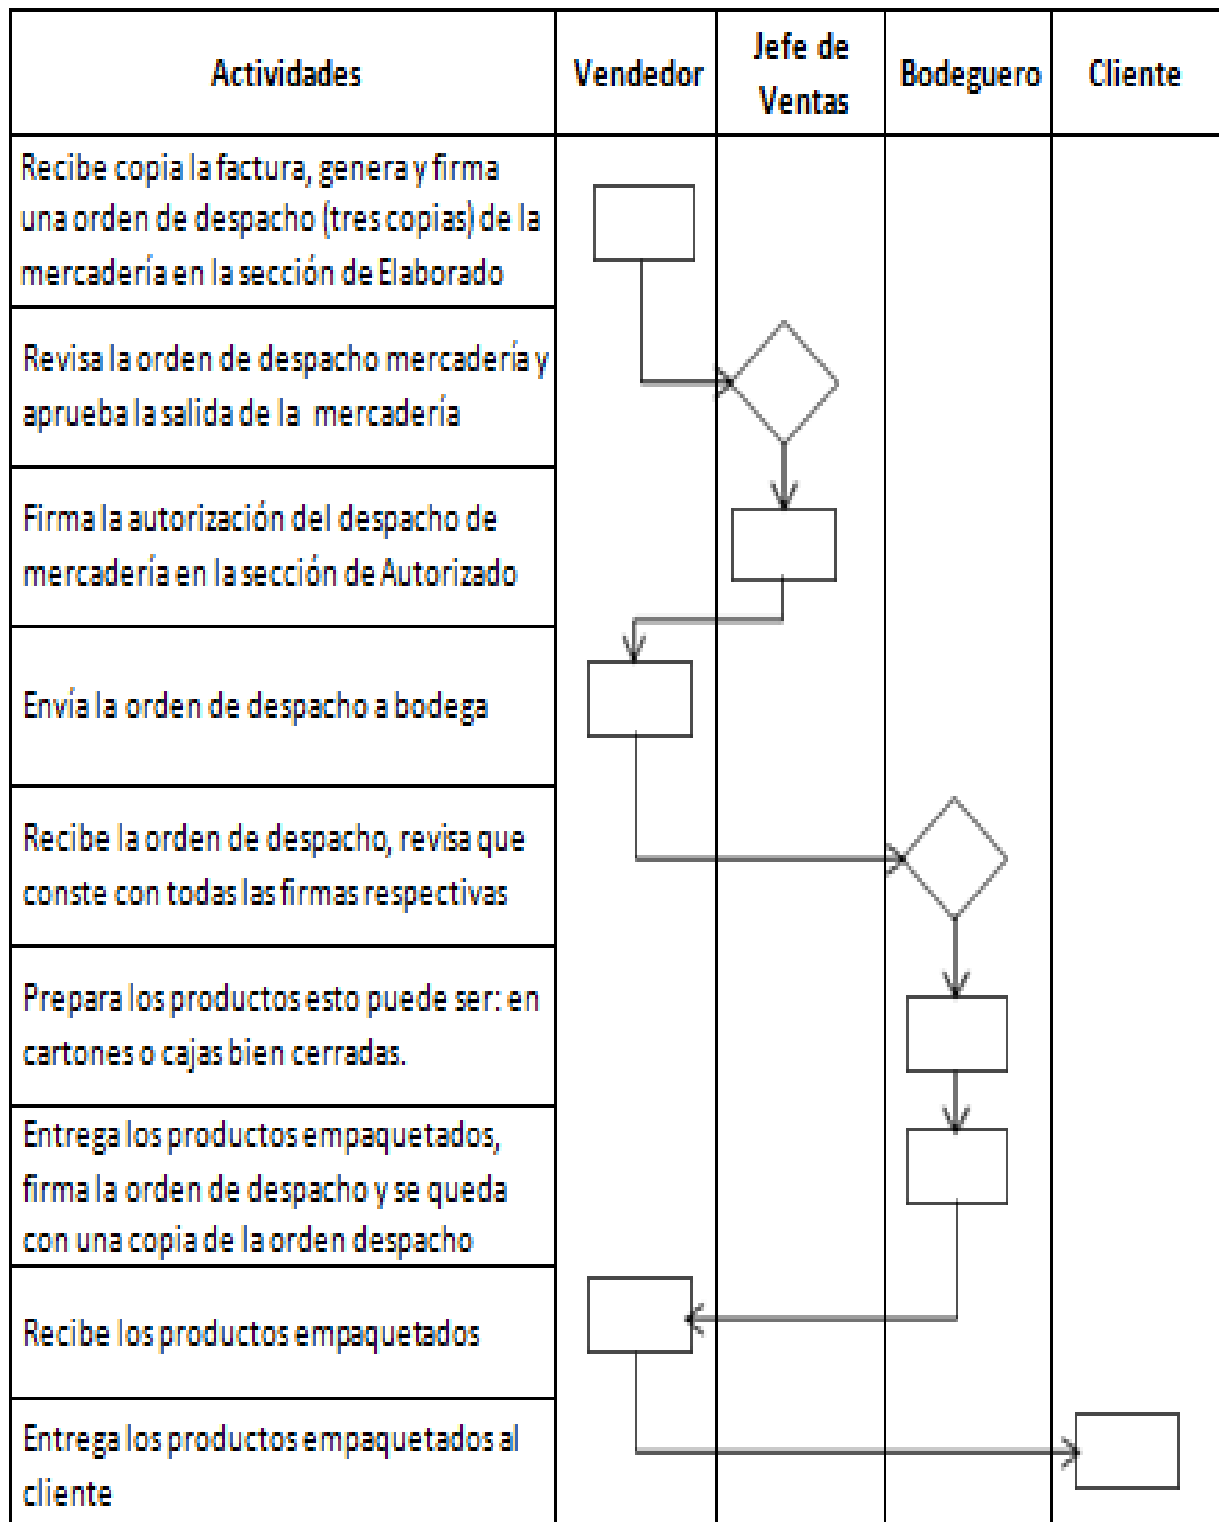 Actividades
Vendedor
Jefe de
Ventas
Bodeguero
Cliente
Recibe copia la factura, genera y firma
una orden de despacho (tres copias) de la
mercadería en la sección de Elaborado
Revisa la orden de despacho mercadería y
aprueba la salida de la mercadería
Firma la autorización del despacho de
mercadería en la sección de Autorizado
Envía la orden de despacho a bodega
Recibe la orden de despacho, revisa que
conste con todas las firmas respectivas
Prepara los productos esto puede ser: en
cartones o cajas bien cerradas.
Entrega los productos empaquetados,
firma la orden de despacho y se queda
con una copia de la orden despacho
Recibe los productos empaquetados
Entrega los productos empaquetados al
cliente